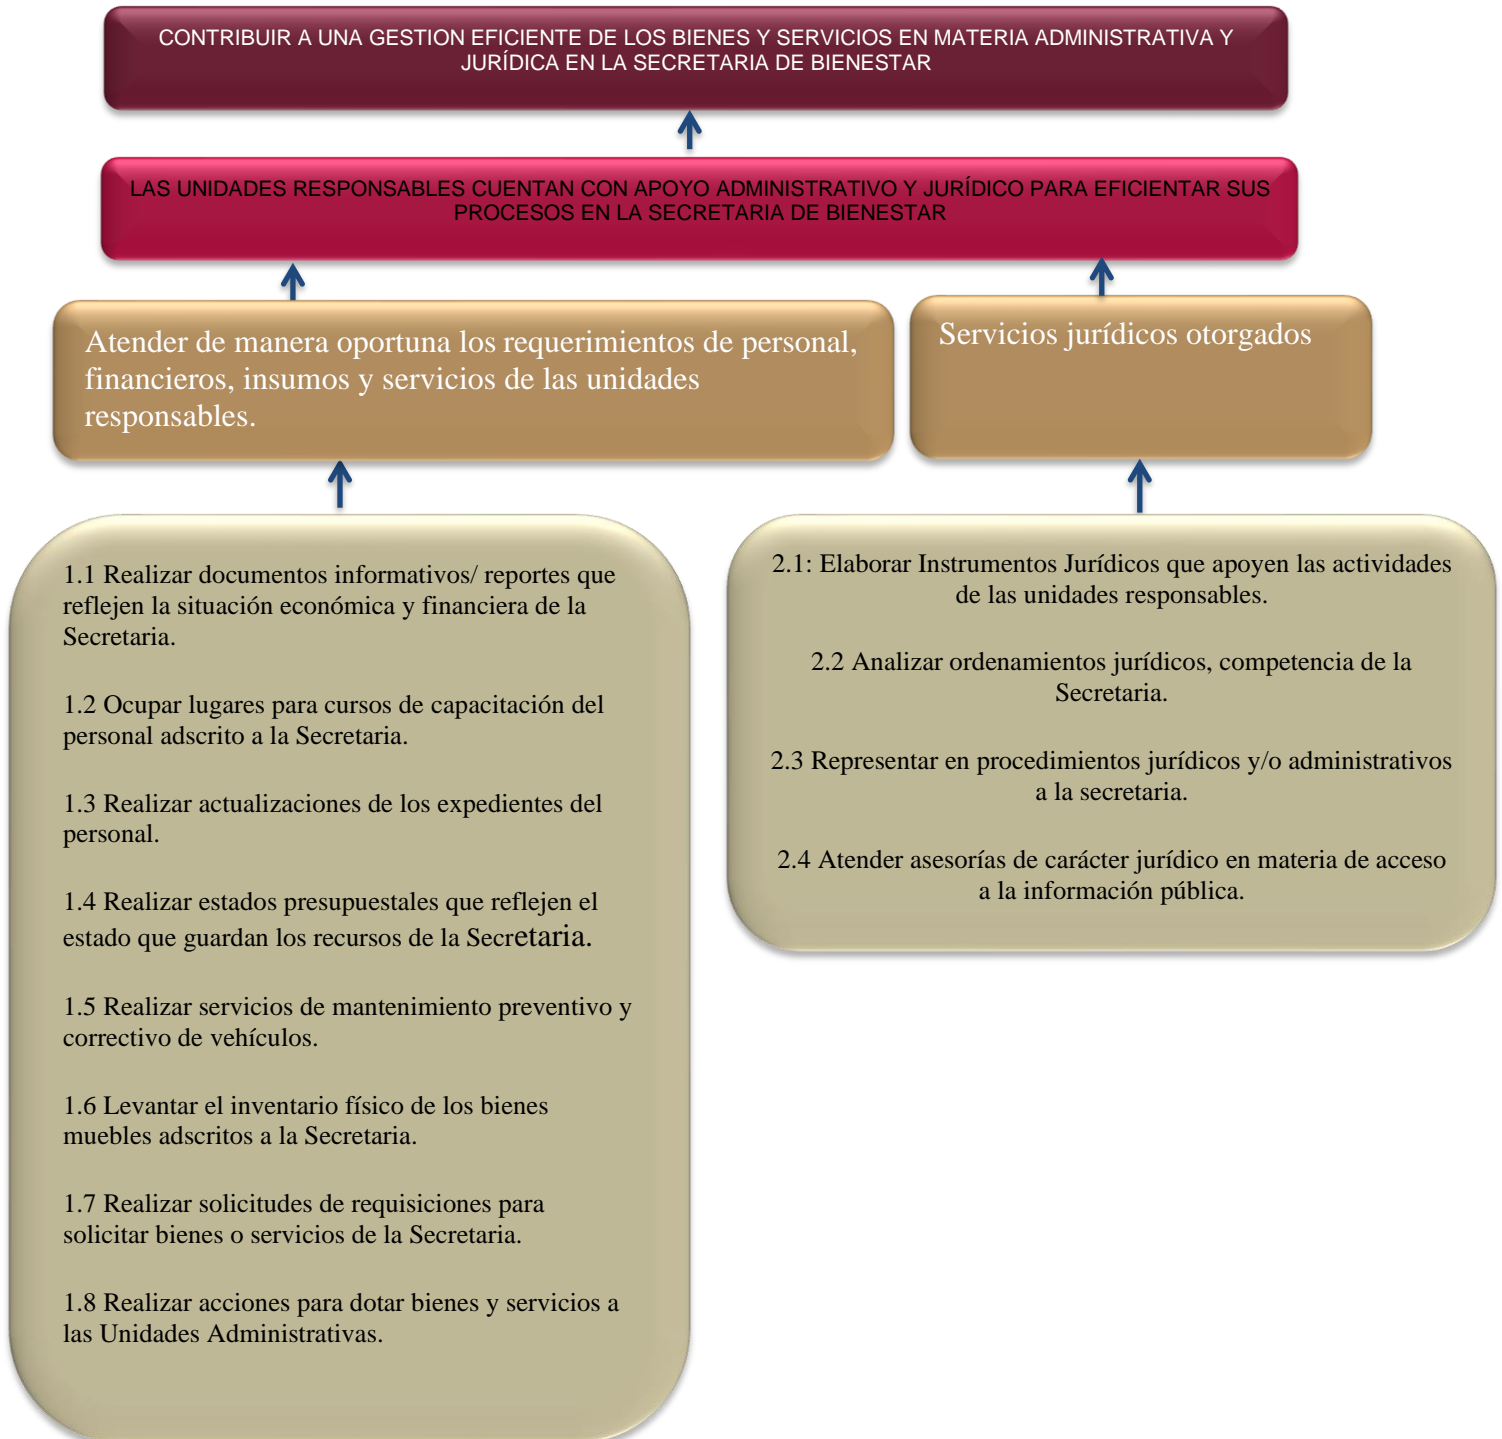 CONTRIBUIR A UNA GESTION EFICIENTE DE LOS BIENES Y SERVICIOS EN MATERIA ADMINISTRATIVA Y
JURÍDICA EN LA SECRETARIA DE BIENESTAR
LAS UNIDADES RESPONSABLES CUENTAN CON APOYO ADMINISTRATIVO Y JURÍDICO PARA EFICIENTAR SUS
PROCESOS EN LA SECRETARIA DE BIENESTAR
Atender de manera oportuna los requerimientos de personal,
financieros, insumos y servicios de las unidades
responsables.
Servicios jurídicos otorgados
1.1 Realizar documentos informativos/ reportes que
reflejen la situación económica y financiera de la
Secretaria.
1.2 Ocupar lugares para cursos de capacitación del
personal adscrito a la Secretaria.
1.3 Realizar actualizaciones de los expedientes del
personal.
1.4 Realizar estados presupuestales que reflejen el
estado que guardan los recursos de la Secretaria.
1.5 Realizar servicios de mantenimiento preventivo y
correctivo de vehículos.
1.6 Levantar el inventario físico de los bienes
muebles adscritos a la Secretaria.
1.7 Realizar solicitudes de requisiciones para
solicitar bienes o servicios de la Secretaria.
1.8 Realizar acciones para dotar bienes y servicios a
las Unidades Administrativas.
2.1: Elaborar Instrumentos Jurídicos que apoyen las actividades
de las unidades responsables.
2.2 Analizar ordenamientos jurídicos, competencia de la
Secretaria.
2.3 Representar en procedimientos jurídicos y/o administrativos
a la secretaria.
2.4 Atender asesorías de carácter jurídico en materia de acceso
a la información pública.